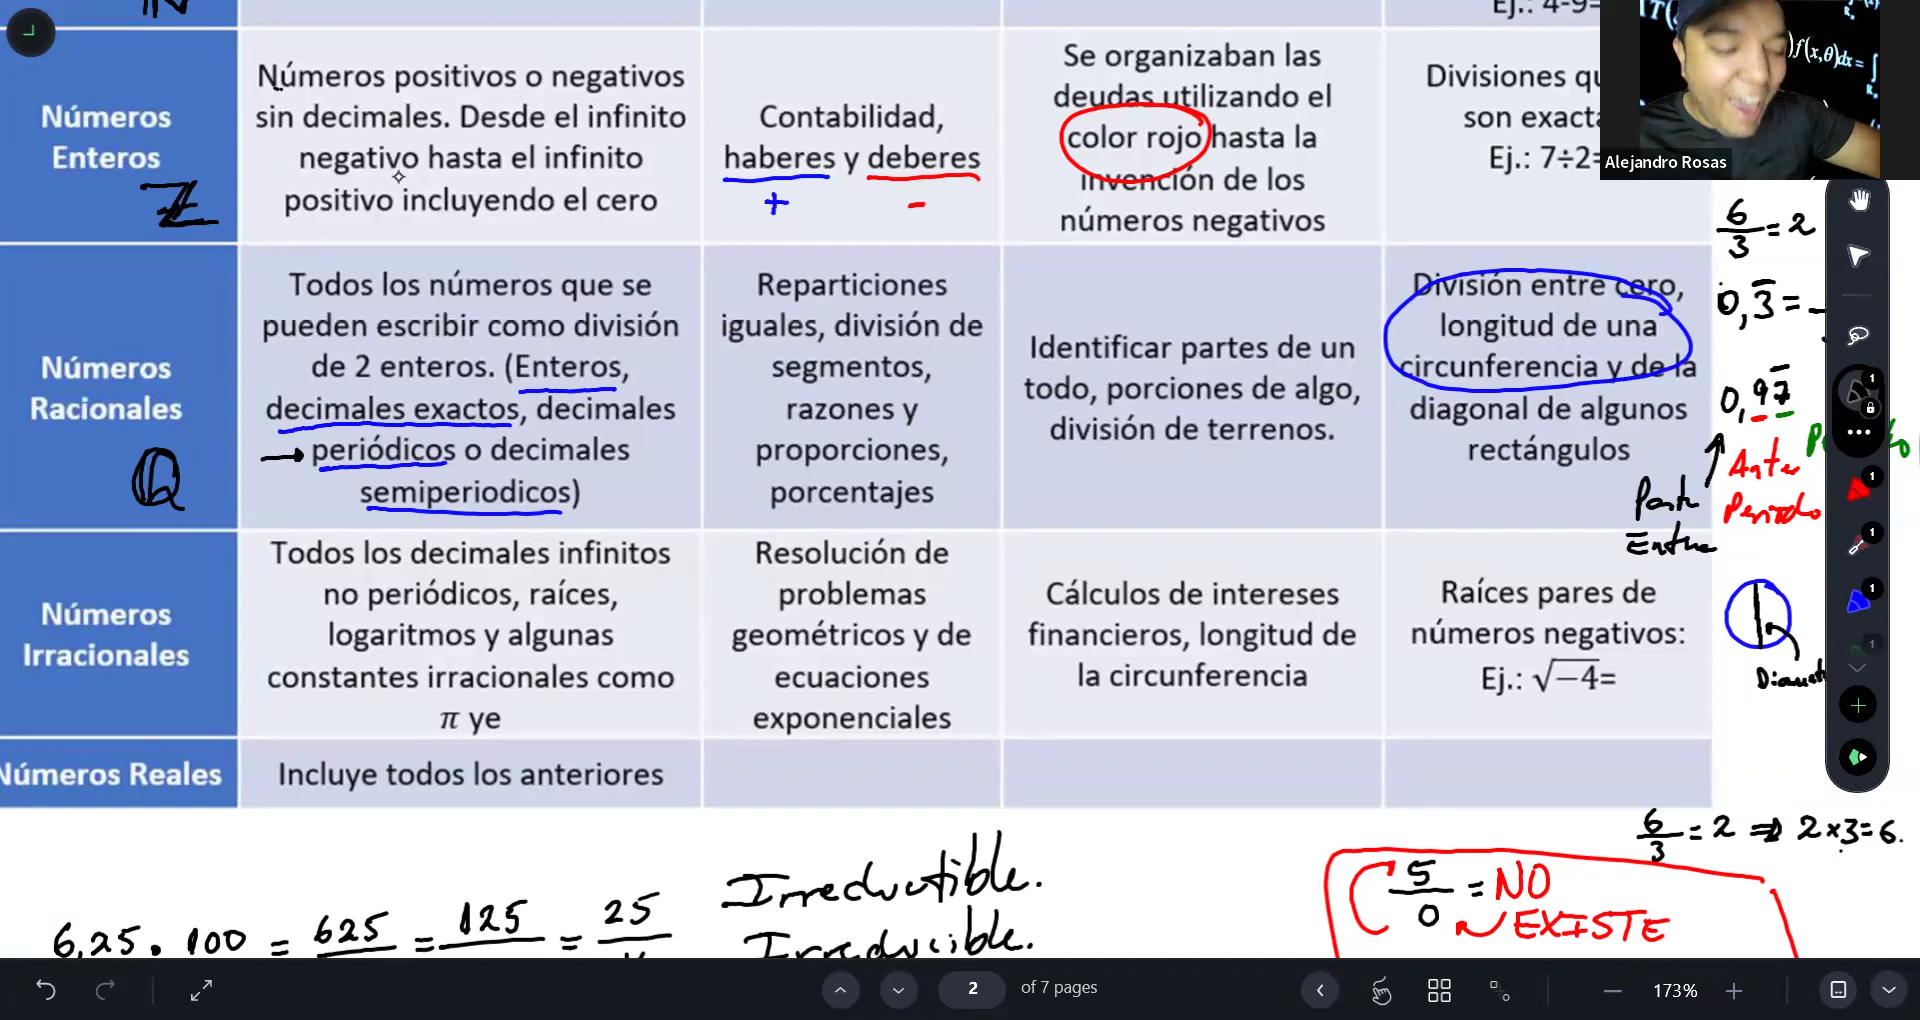 Ej.: 4-9=
Números
Enteros
Z
Números positivos o negativos
sin decimales. Desde el infinito
negativo hasta el infinito
positivo incluyendo el cero
Contabilidad,
haberes y deberes
+ -
Se organizaban las
deudas utilizando el
color rojo hasta la
invención de los
números negativos
Divisiones qu
son exacta
Ej.: 7÷2=
Alejandro Rosas
f(x,θ)dx = ∫
6/3 = 2
0,3̅ =
0,97̅
Ante
Periodo
Parte
Entera
Números
Racionales
Q
Todos los números que se
pueden escribir como división
de 2 enteros. (Enteros,
decimales exactos, decimales
periódicos o decimales
semiperiodicos)
Reparticiones
iguales, división de
segmentos,
razones y
proporciones,
porcentajes
Identificar partes de un
todo, porciones de algo,
división de terrenos.
División entre cero,
longitud de una
circunferencia y de la
diagonal de algunos
rectángulos
Números
Irracionales
Todos los decimales infinitos
no periódicos, raíces,
logaritmos y algunas
constantes irracionales como
π y e
Resolución de
problemas
geométricos y de
ecuaciones
exponenciales
Cálculos de intereses
financieros, longitud de
la circunferencia
Raíces pares de
números negativos:
Ej.: √−4=
Números Reales
Incluye todos los anteriores
6/3 = 2 ⇒ 2×3=6.
5/0 = NO
EXISTE
Irreductible.
Irreducible.
6,25 · 100 = 625 = 125 = 25
2 of 7 pages
173%